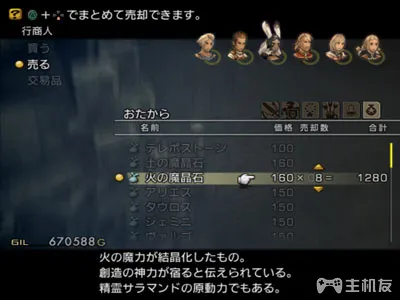 ?+でまとめて売却できます。
行商人
買う
売る
交易品
おたから
名前 価格 売却数 合計
テレポストーン 100
土の魔晶石 160
火の魔晶石 160× 8= 1280
アリエス 150
タウロス 150
ジェミニ 150
GIL 670588G
火の魔力が結晶化したもの。
創造の神力が宿ると伝えられている。
精霊サラマンドの原動力でもある。
主机友